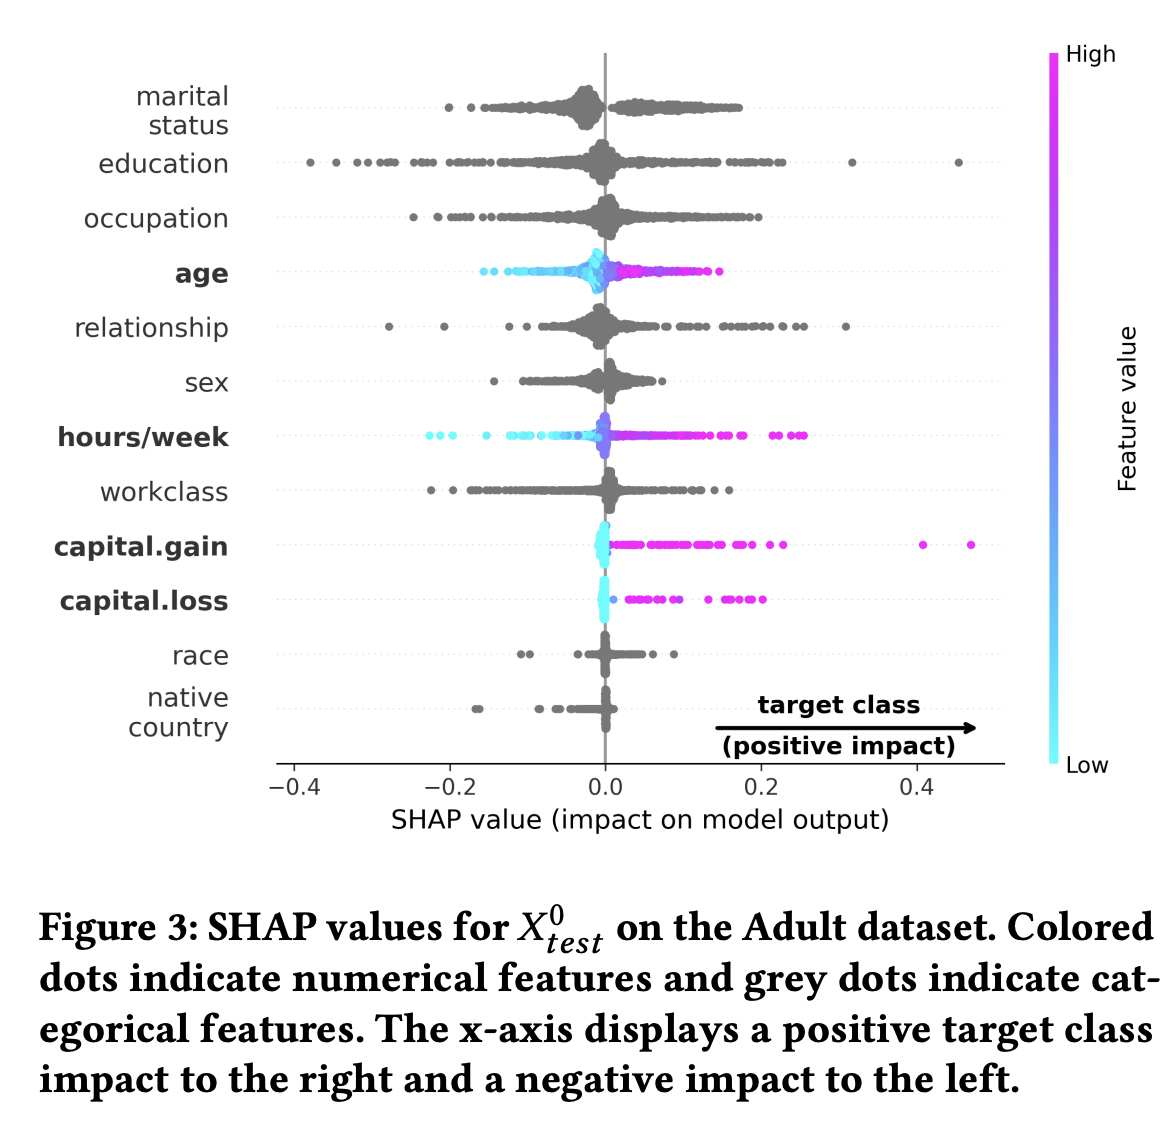 High
marital
status
education
occupation
age
relationship
sex
hours/week
workclass
capital.gain
capital.loss
race
native
country
target class
(positive impact)
Low
Feature value
−0.4 −0.2 0.0 0.2 0.4
SHAP value (impact on model output)
Figure 3: SHAP values for X⁰test on the Adult dataset. Colored
dots indicate numerical features and grey dots indicate cat-
egorical features. The x-axis displays a positive target class
impact to the right and a negative impact to the left.